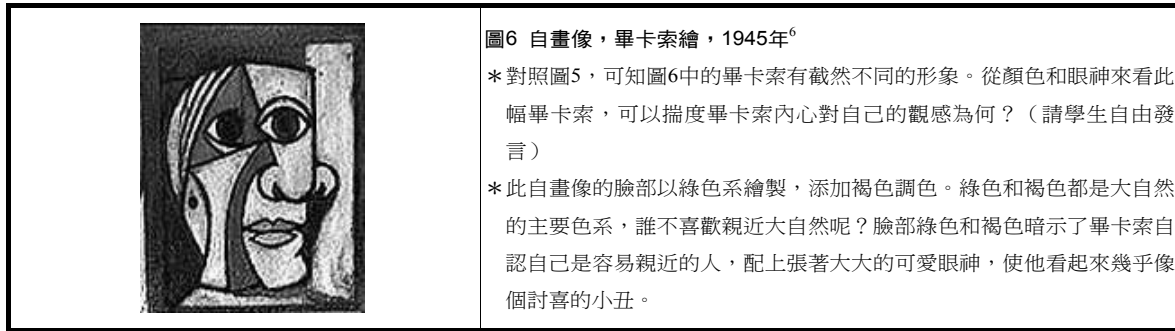 圖6 自畫像，畢卡索繪，1945年6
＊對照圖5，可知圖6中的畢卡索有截然不同的形象。從顏色和眼神來看此
幅畢卡索，可以揣度畢卡索內心對自己的觀感為何？（請學生自由發
言）
＊此自畫像的臉部以綠色系繪製，添加褐色調色。綠色和褐色都是大自然
的主要色系，誰不喜歡親近大自然呢？臉部綠色和褐色暗示了畢卡索自
認自己是容易親近的人，配上張著大大的可愛眼神，使他看起來幾乎像
個討喜的小丑。